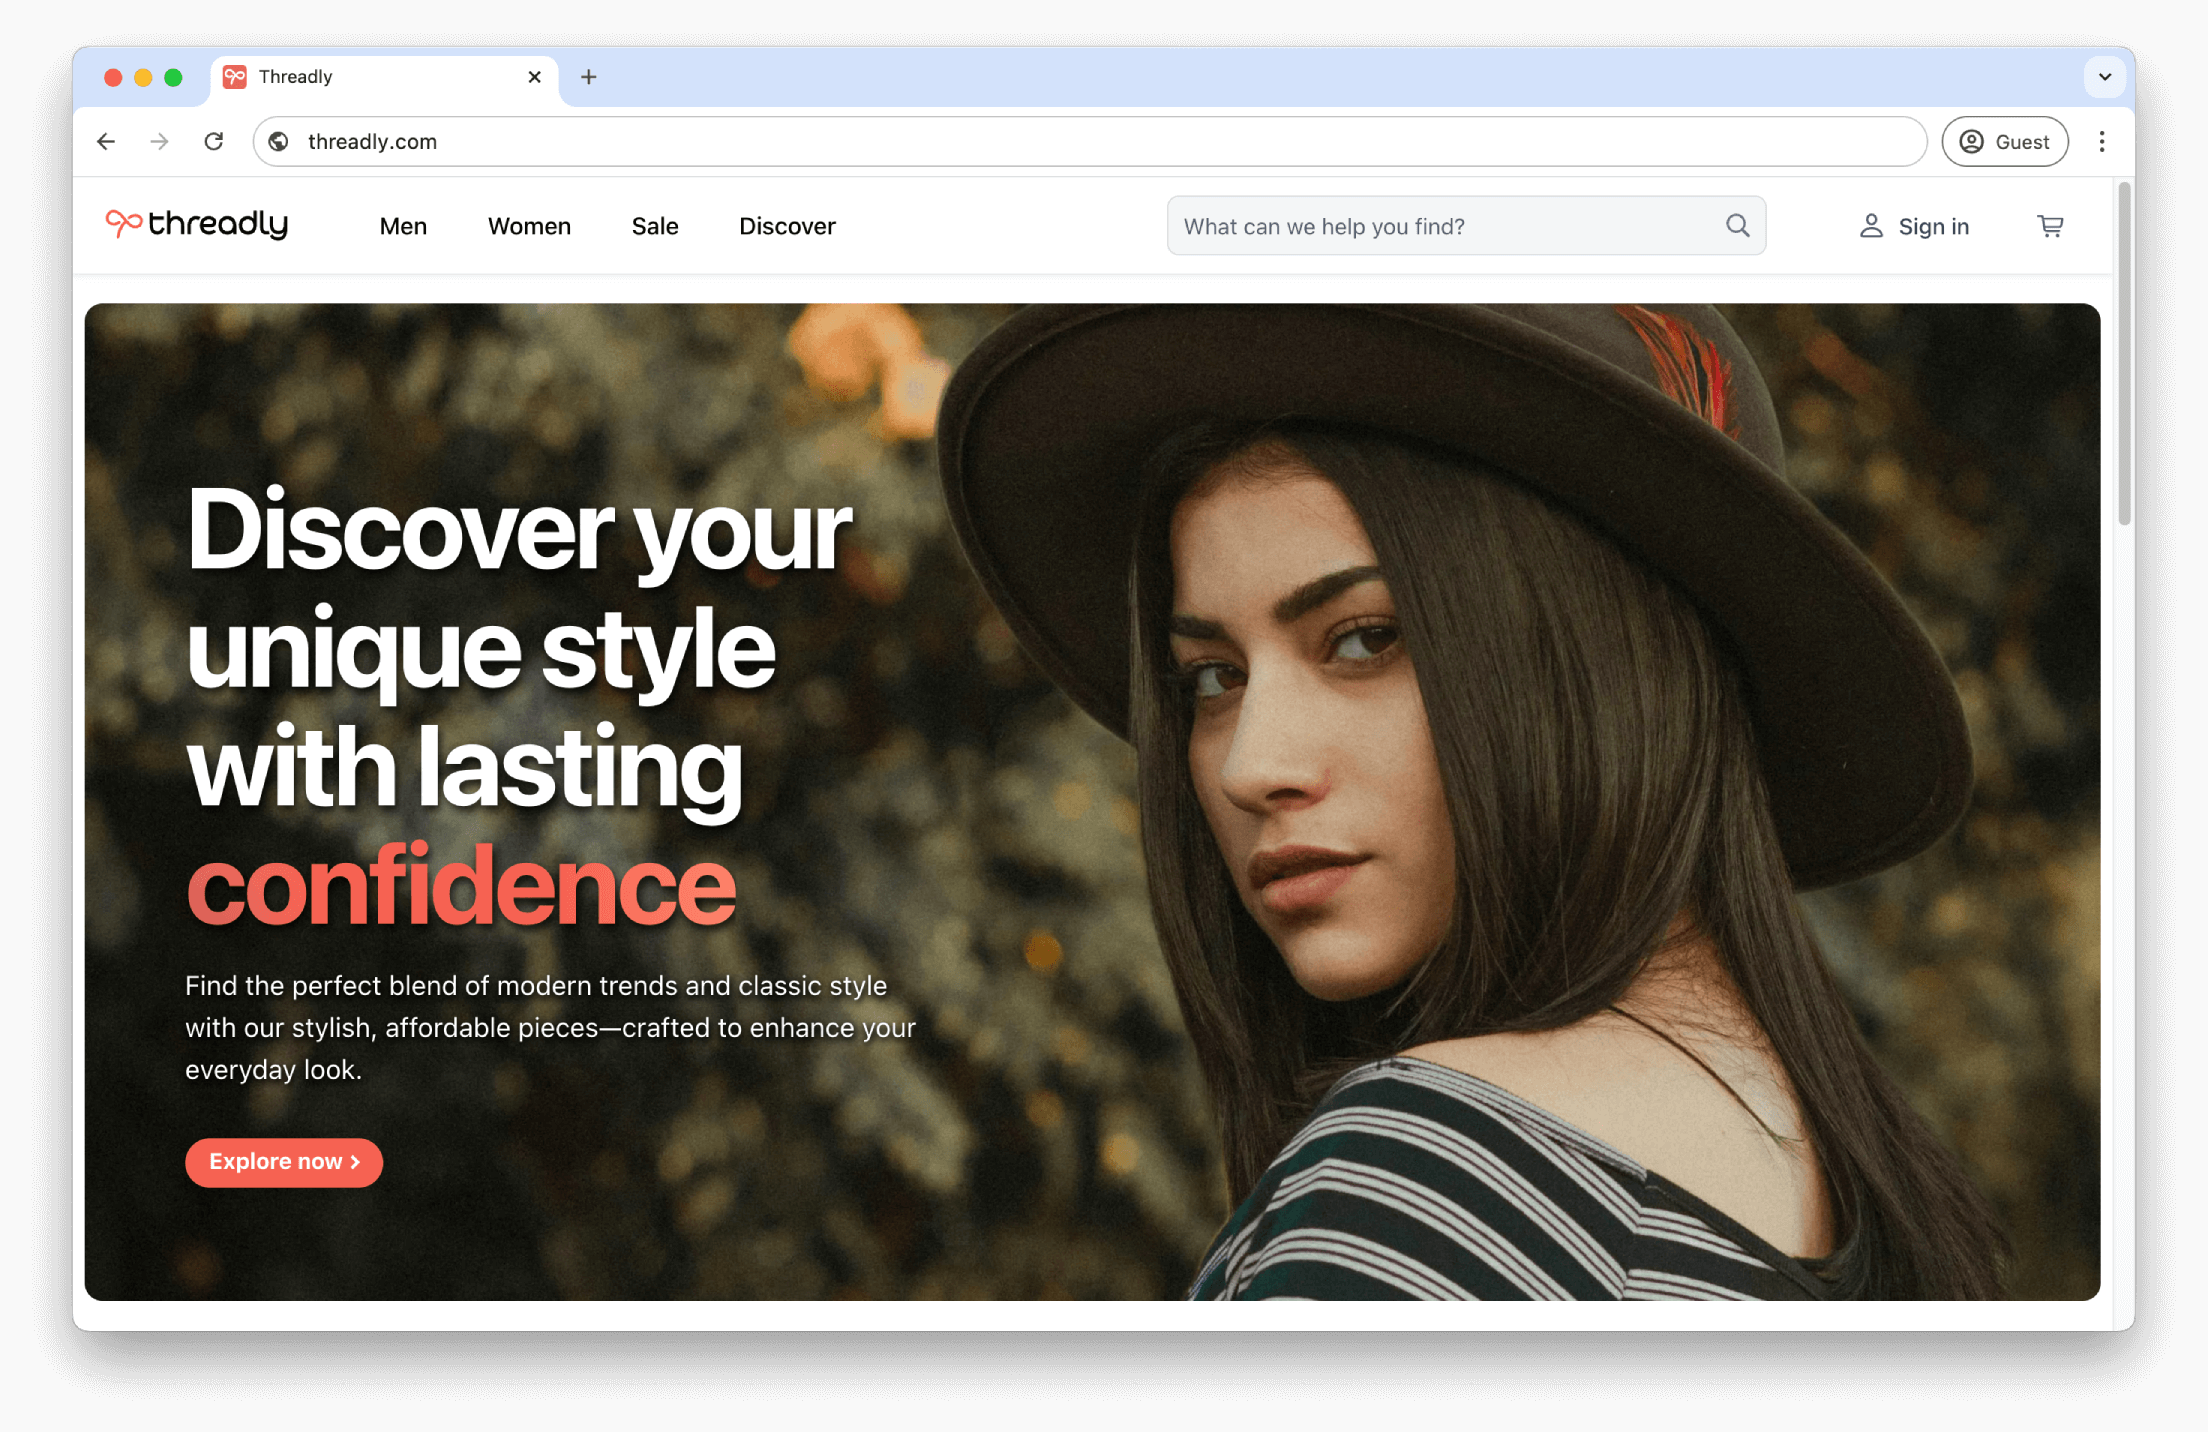 Threadly
threadly.com
Guest
threadly
Men
Women
Sale
Discover
What can we help you find?
Sign in
Discover your
unique style
with lasting
confidence
Find the perfect blend of modern trends and classic style
with our stylish, affordable pieces—crafted to enhance your
everyday look.
Explore now